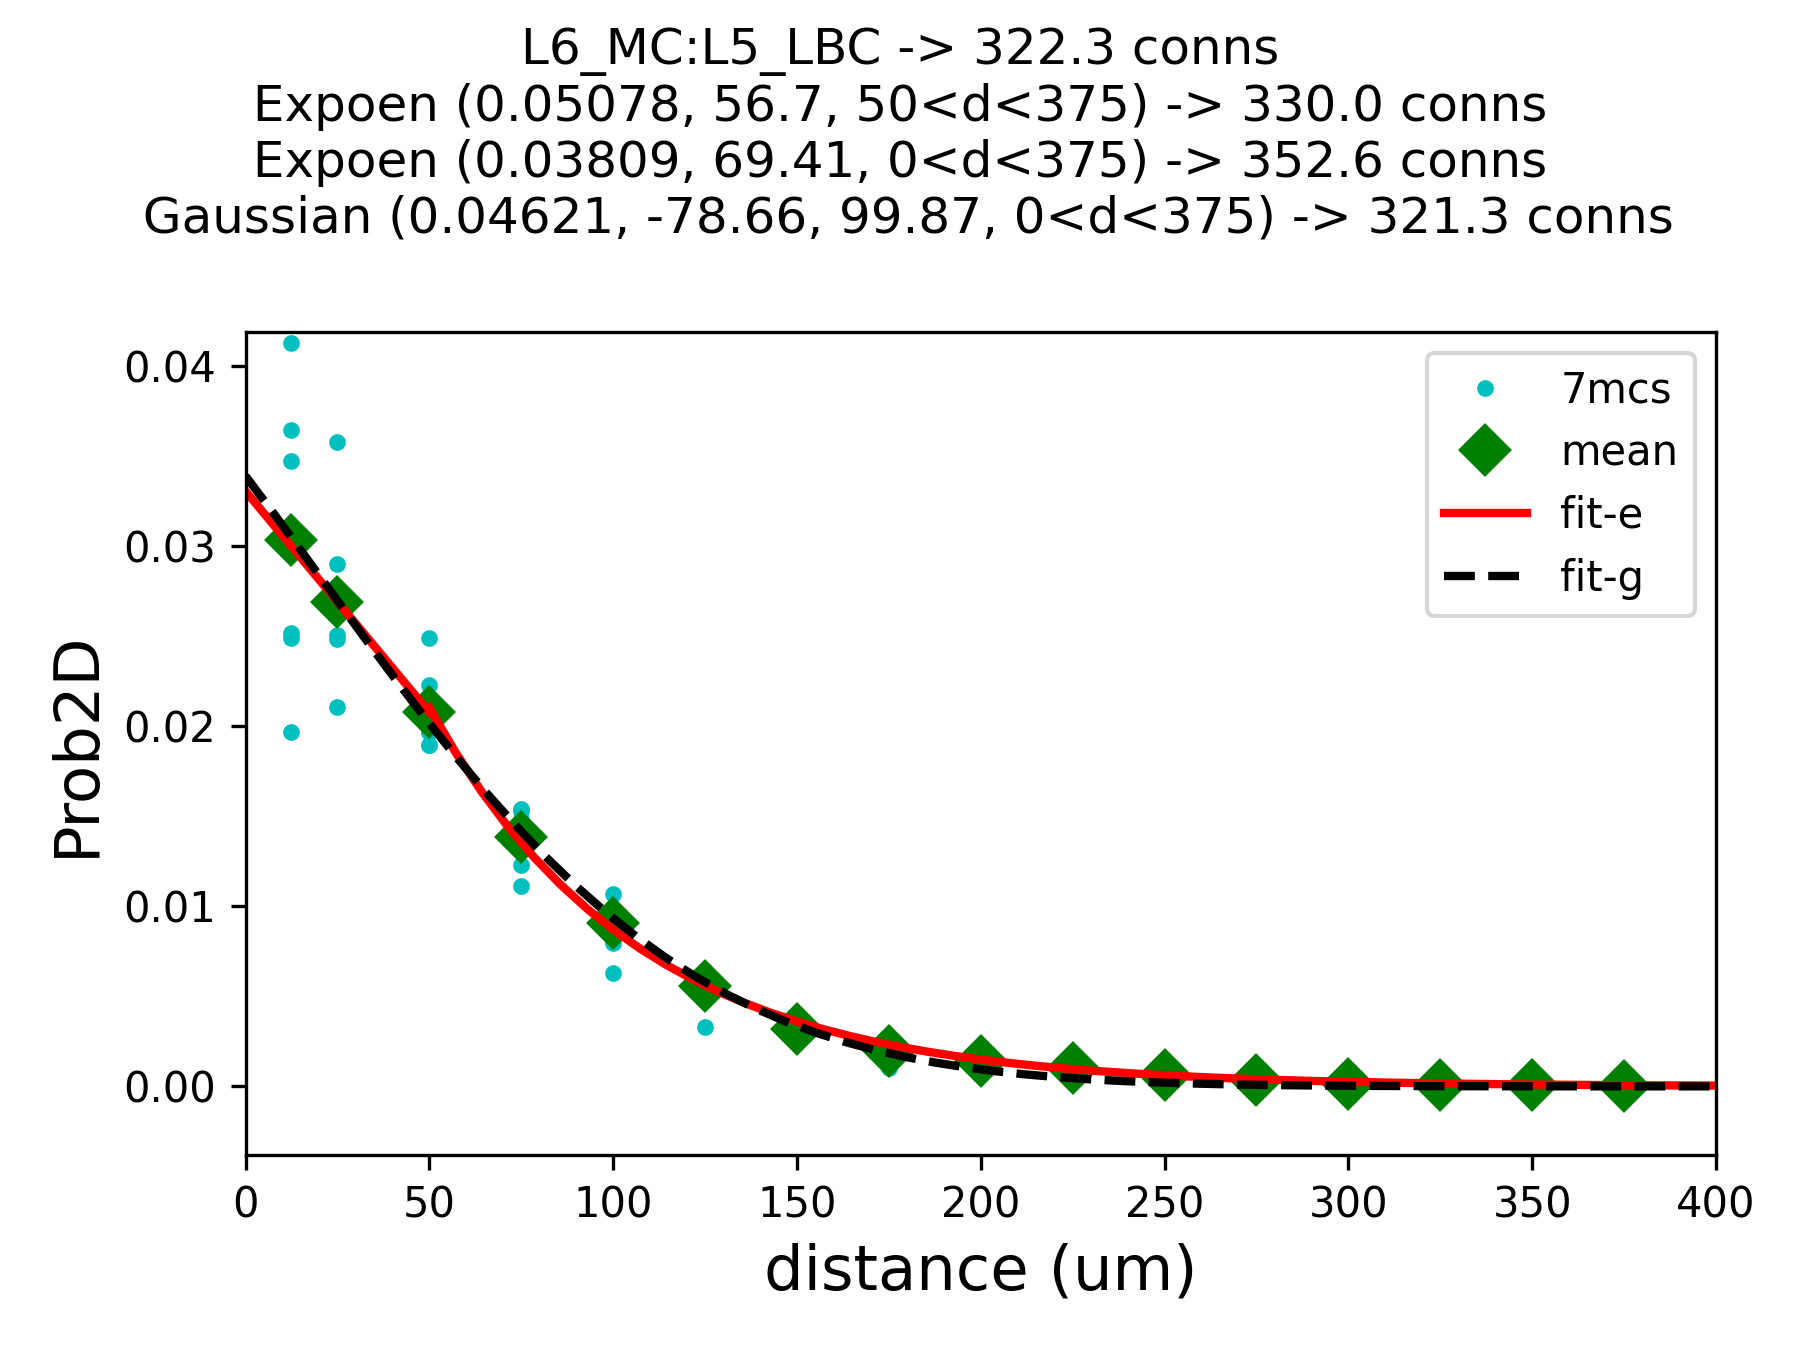 L6_MC:L5_LBC -> 322.3 conns
Expoen (0.05078, 56.7, 50<d<375) -> 330.0 conns
Expoen (0.03809, 69.41, 0<d<375) -> 352.6 conns
Gaussian (0.04621, -78.66, 99.87, 0<d<375) -> 321.3 conns
7mcs
mean
fit-e
fit-g
Prob2D
0.04
0.03
0.02
0.01
0.00
0 50 100 150 200 250 300 350 400
distance (um)